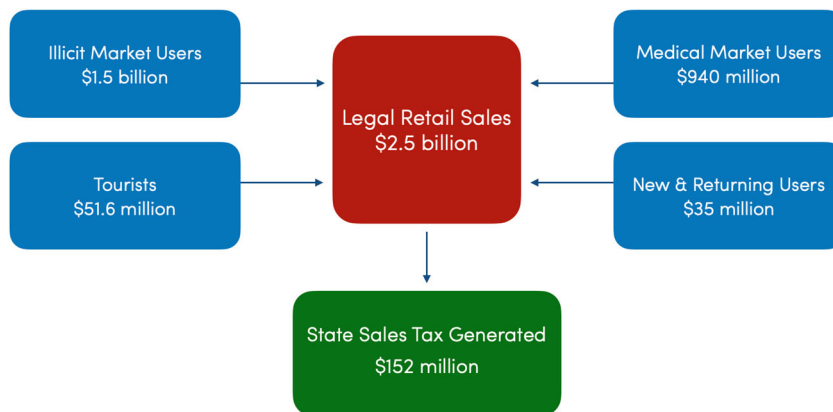 Illicit Market Users
$1.5 billion
Medical Market Users
$940 million
Legal Retail Sales
$2.5 billion
Tourists
$51.6 million
New & Returning Users
$35 million
State Sales Tax Generated
$152 million